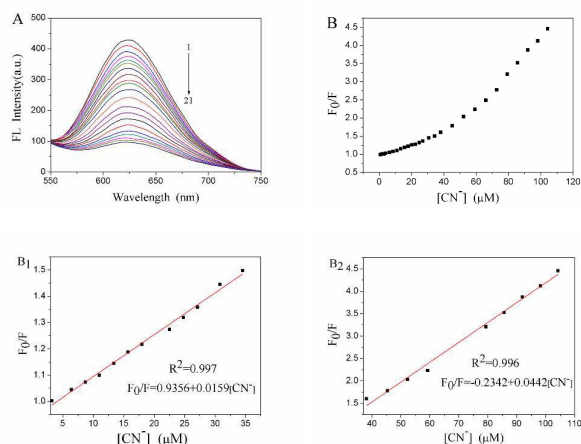 A
500
400
300
200
100
0
FL Intensity(a.u.)
1
21
550 600 650 700 750
Wavelength (nm)
B
4.5
4.0
3.5
3.0
2.5
2.0
1.5
1.0
0.5
F0/F
0 20 40 60 80 100 120
[CN-] (μM)
B1
1.5
1.4
1.3
1.2
1.1
1.0
F0/F
R2=0.997
F0/F=0.9356+0.0159[CN-]
5 10 15 20 25 30 35
[CN-] (μM)
B2
4.5
4.0
3.5
3.0
2.5
2.0
1.5
F0/F
R2=0.996
F0/F=-0.2342+0.0442[CN-]
40 50 60 70 80 90 100 110
[CN-] (μM)